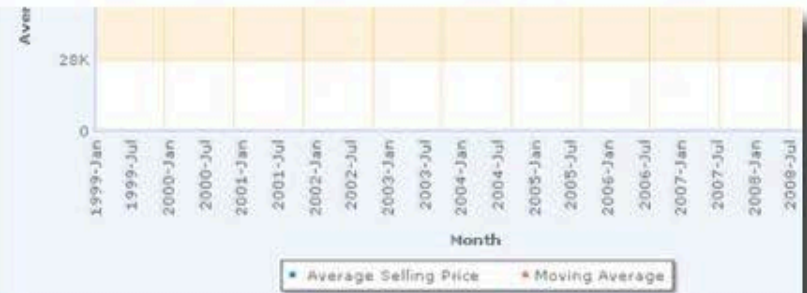 Aver
28K
0
1999-Jan
1999-Jul
2000-Jan
2000-Jul
2001-Jan
2001-Jul
2002-Jan
2002-Jul
2003-Jan
2003-Jul
2004-Jan
2004-Jul
2005-Jan
2005-Jul
2006-Jan
2006-Jul
2007-Jan
2007-Jul
2008-Jan
2008-Jul
Month
Average Selling Price
Moving Average